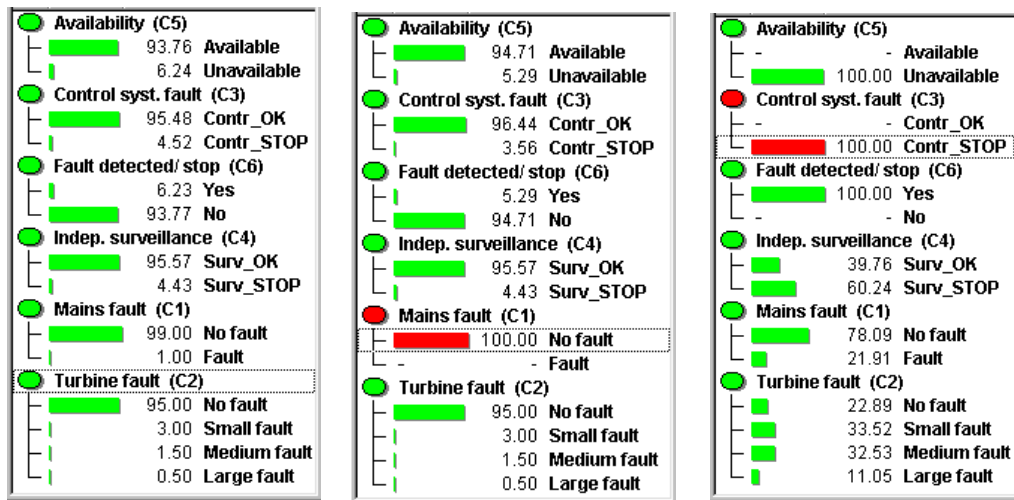 Availability (C5)
93.76 Available
6.24 Unavailable
Control syst. fault (C3)
95.48 Contr_OK
4.52 Contr_STOP
Fault detected/ stop (C6)
6.23 Yes
93.77 No
Indep. surveillance (C4)
95.57 Surv_OK
4.43 Surv_STOP
Mains fault (C1)
99.00 No fault
1.00 Fault
Turbine fault (C2)
95.00 No fault
3.00 Small fault
1.50 Medium fault
0.50 Large fault
Availability (C5)
94.71 Available
5.29 Unavailable
Control syst. fault (C3)
96.44 Contr_OK
3.56 Contr_STOP
Fault detected/ stop (C6)
5.29 Yes
94.71 No
Indep. surveillance (C4)
95.57 Surv_OK
4.43 Surv_STOP
Mains fault (C1)
100.00 No fault
- - Fault
Turbine fault (C2)
95.00 No fault
3.00 Small fault
1.50 Medium fault
0.50 Large fault
Availability (C5)
- - Available
100.00 Unavailable
Control syst. fault (C3)
- - Contr_OK
100.00 Contr_STOP
Fault detected/ stop (C6)
100.00 Yes
- - No
Indep. surveillance (C4)
39.76 Surv_OK
60.24 Surv_STOP
Mains fault (C1)
78.09 No fault
21.91 Fault
Turbine fault (C2)
22.89 No fault
33.52 Small fault
32.53 Medium fault
11.05 Large fault